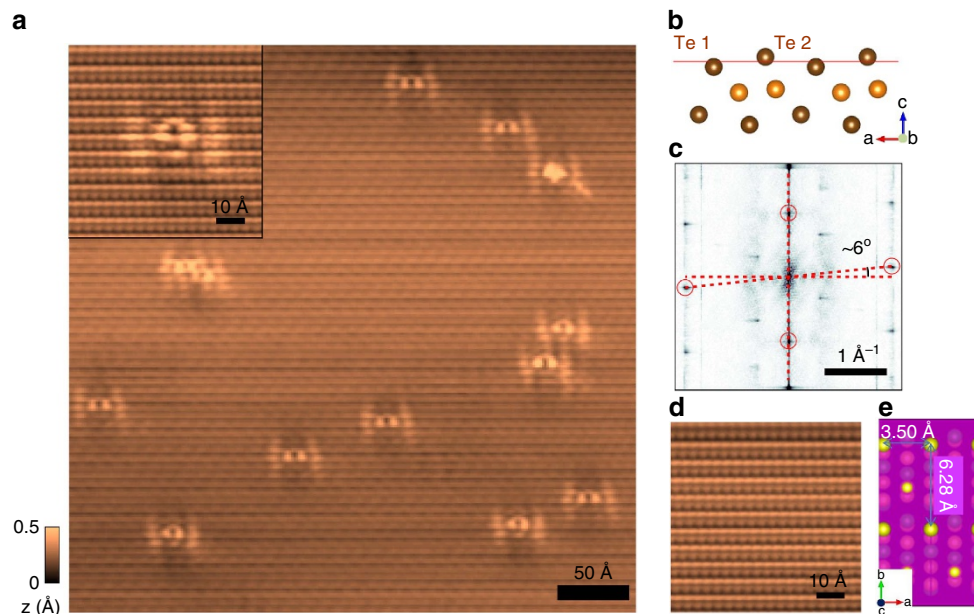 a
10 Å
50 Å
0.5
0
z (Å)
b
Te 1 Te 2
c
a b
c
~6°
1 Å⁻¹
d
10 Å
e
3.50 Å
6.28 Å
b
c a